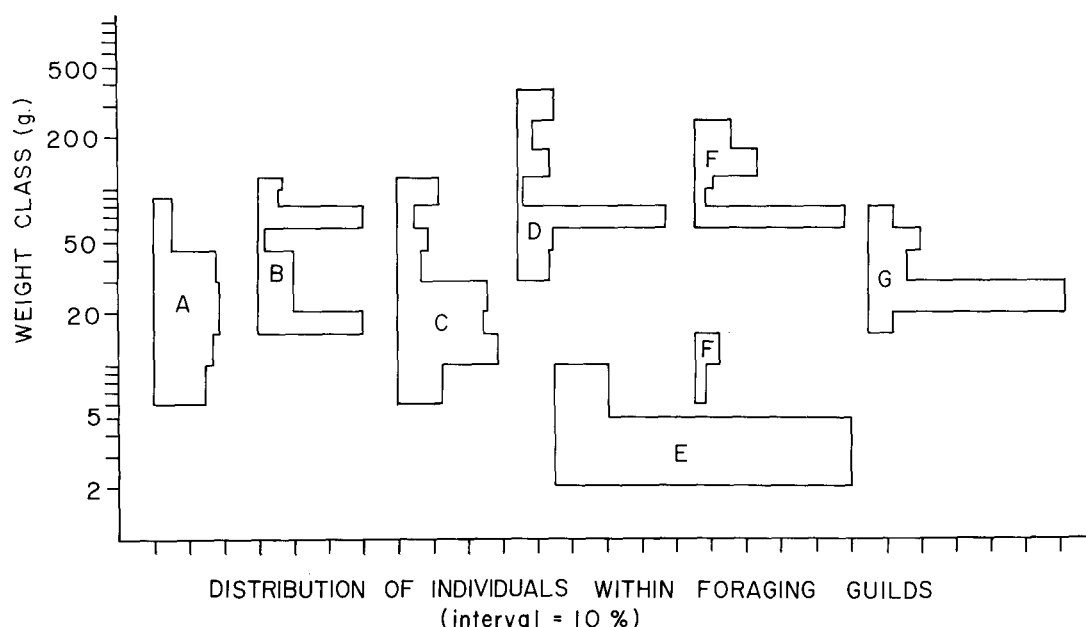 WEIGHT CLASS (g.)
500
200
50
20
5
2
A
B
C
D
E
F
F
G
DISTRIBUTION OF INDIVIDUALS WITHIN FORAGING GUILDS
(interval = 10 %)